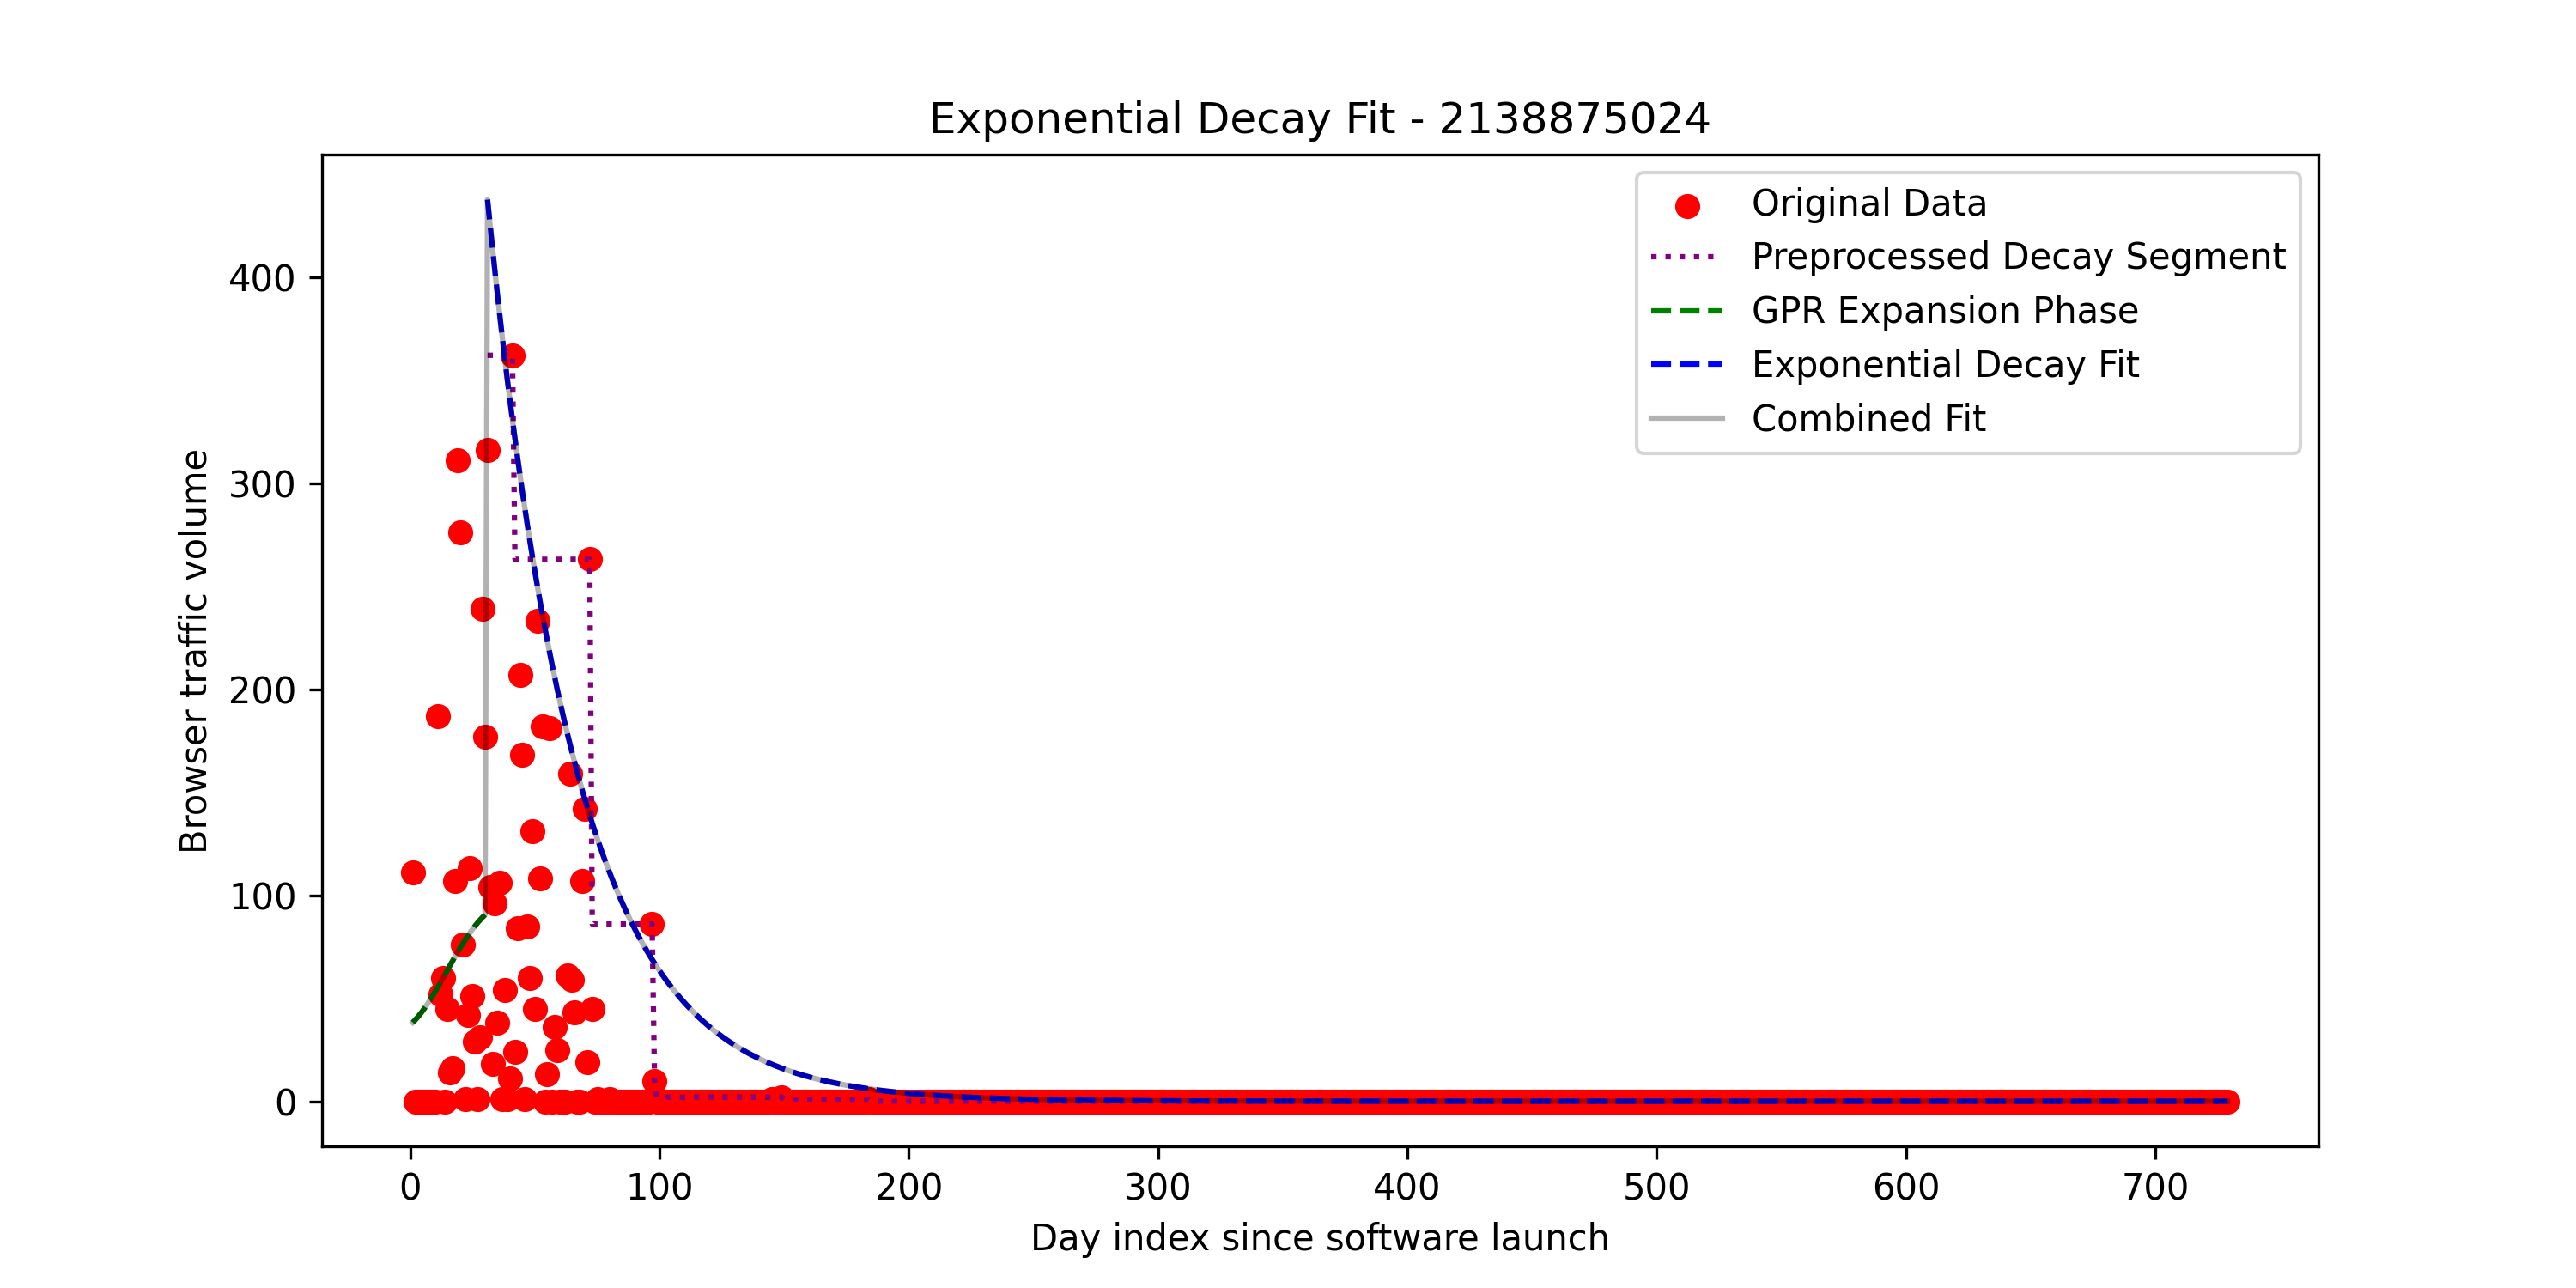 Exponential Decay Fit - 2138875024
Original Data
Preprocessed Decay Segment
GPR Expansion Phase
Exponential Decay Fit
Combined Fit
Browser traffic volume
400
300
200
100
0
0 100 200 300 400 500 600 700
Day index since software launch